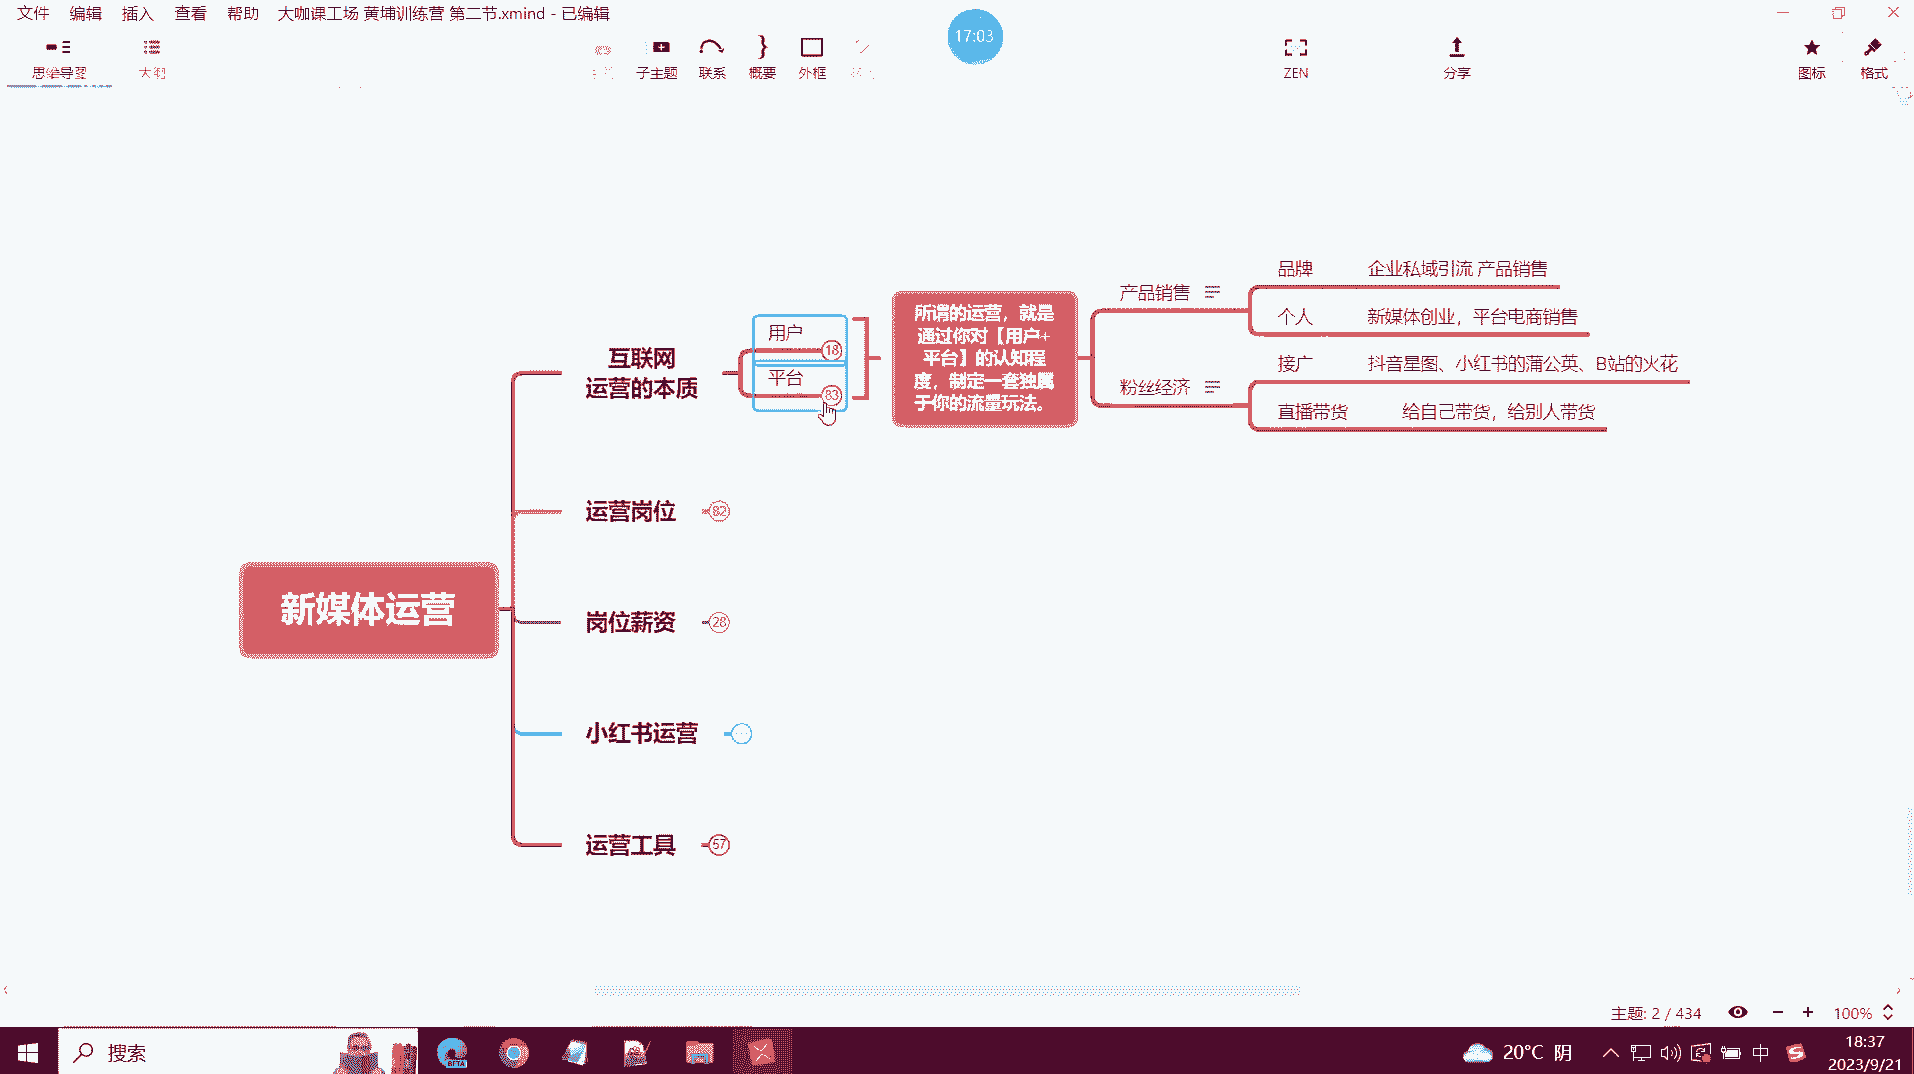 文件 编辑 插入 查看 帮助 大咖课工场 黄埔训练营 第二节.xmind - 已编辑
17:03
思维导图 大纲 子主题 联系 概要 外框 ZEN 分享 图标 格式
品牌 企业私域引流 产品销售
产品销售
个人 新媒体创业，平台电商销售
接广 抖音星图、小红书的蒲公英、B站的火花
粉丝经济
直播带货 给自己带货，给别人带货
所谓的运营，就是
通过你对【用户+
平台】的认知程
度，制定一套独属
于你的流量玩法。
用户
18
平台
83
互联网
运营的本质
运营岗位 82
新媒体运营
岗位薪资 28
小红书运营 ...
运营工具 57
主题: 2 / 434 100%
搜索
BETA
20°C 阴
中
18:37
2023/9/21